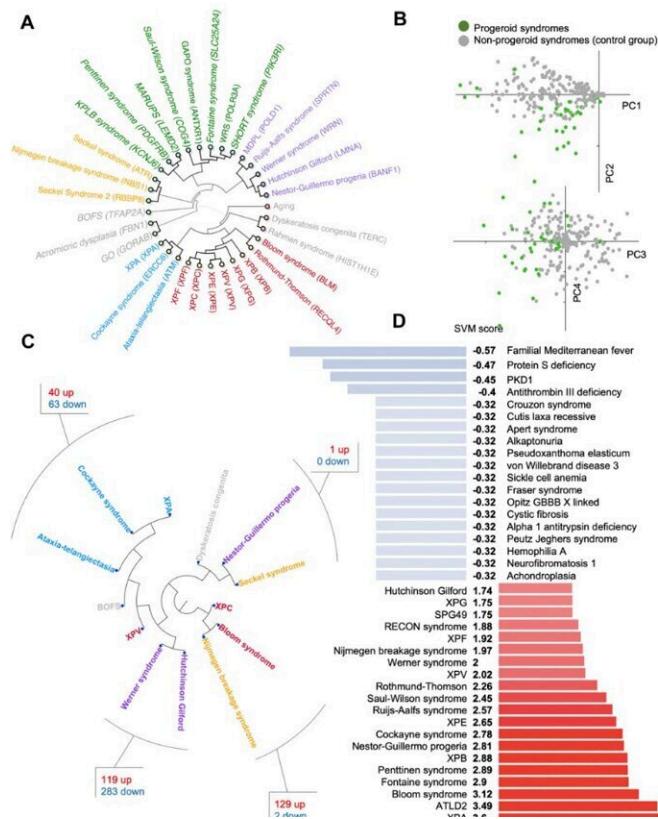 A
KPLB syndrome (KCNJ6)
Penttinen syndrome (PDGFRB)
MARUPS (LEMD2)
Saul-Wilson syndrome (COG4)
GAPO syndrome (ANTXR1)
Fontaine syndrome (SLC25A24)
WRS (POLR3A)
SHORT syndrome (PIK3RI)
MDPL (POLD1)
Ruijs-Aalfs syndrome (SPRTN)
Werner syndrome (WRN)
Hutchinson Gilford (LMNA)
Nestor-Guillermo progeria (BANF1)
Aging
Dyskeratosis congenita (TERC)
Rahman syndrome (HIST1H1E)
Bloom syndrome (BLM)
Rothmund-Thomson (RECQL4)
XPB (XPB)
XPG (XPG)
XPV (XPV)
XPE (XPE)
XPC (XPC)
XPF (XPF)
Ataxia-telangiectasia (ATM)
Cockayne syndrome (ERCC6)
XPA (XPA)
GO (GORAB)
Acromicric dysplasia (FBN1)
BOFS (TFAP2A)
Seckel Syndrome 2 (RBBP8)
Nijmegen breakage syndrome (NBS1)
Seckel syndrome (ATR)
B
Progeroid syndromes
Non-progeroid syndromes (control group)
PC1
PC2
PC3
PC4
C
40 up
63 down
1 up
0 down
Cockayne syndrome
XPA
Ataxia-telangiectasia
BOFS
XPV
Werner syndrome
Hutchinson Gilford
Nijmegen breakage syndrome
Bloom syndrome
XPC
Seckel syndrome
Nestor-Guillermo progeria
Dyskeratosis congenita
119 up
283 down
129 up
2 down
D
SVM score
-0.57 Familial Mediterranean fever
-0.47 Protein S deficiency
-0.45 PKD1
-0.4 Antithrombin III deficiency
-0.32 Crouzon syndrome
-0.32 Cutis laxa recessive
-0.32 Apert syndrome
-0.32 Alkaptonuria
-0.32 Pseudoxanthoma elasticum
-0.32 von Willebrand disease 3
-0.32 Sickle cell anemia
-0.32 Fraser syndrome
-0.32 Opitz GBBB X linked
-0.32 Cystic fibrosis
-0.32 Alpha 1 antitrypsin deficiency
-0.32 Peutz Jeghers syndrome
-0.32 Hemophilia A
-0.32 Neurofibromatosis 1
-0.32 Achondroplasia
Hutchinson Gilford 1.74
XPG 1.75
SPG49 1.75
RECON syndrome 1.88
XPF 1.92
Nijmegen breakage syndrome 1.97
Werner syndrome 2
XPV 2.02
Rothmund-Thomson 2.26
Saul-Wilson syndrome 2.45
Ruijs-Aalfs syndrome 2.57
XPE 2.65
Cockayne syndrome 2.78
Nestor-Guillermo progeria 2.81
XPB 2.88
Penttinen syndrome 2.89
Fontaine syndrome 2.9
Bloom syndrome 3.12
ATLD2 3.49
XPA 3.6